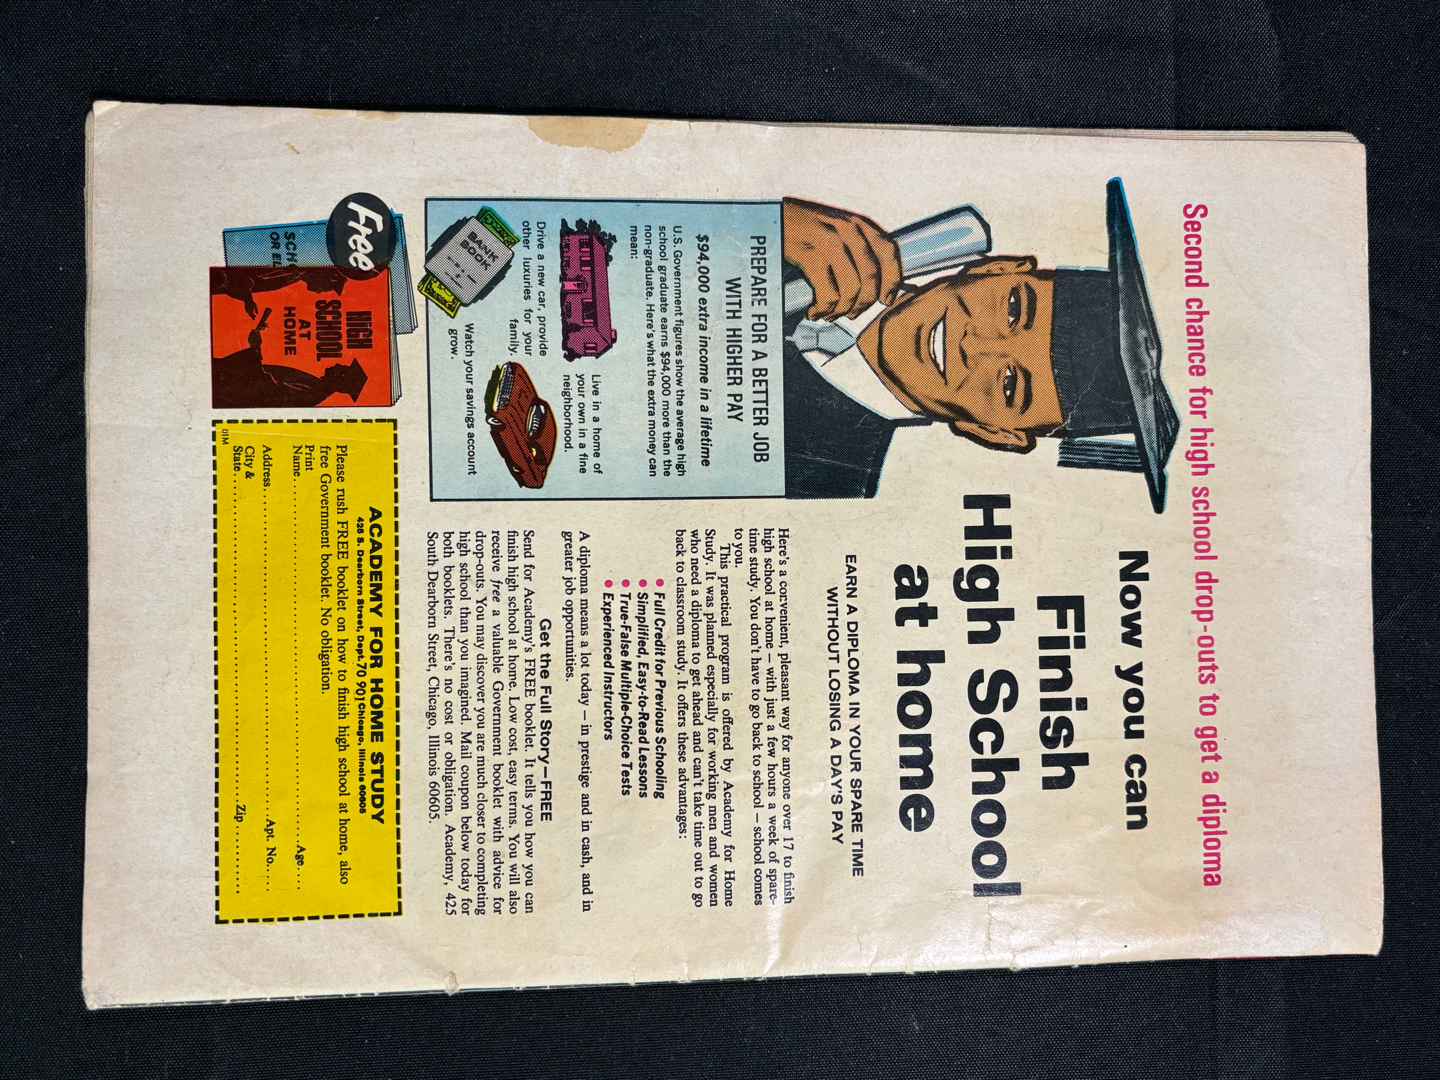 Second chance for high school drop-outs to get a diploma
Now you can
Finish
High School
at home
EARN A DIPLOMA IN YOUR SPARE TIME
WITHOUT LOSING A DAY'S PAY
PREPARE FOR A BETTER JOB
WITH HIGHER PAY
$94,000 extra income in a lifetime
U.S. Government figures show the average high
school graduate earns $94,000 more than the
non-graduate. Here's what the extra money can
mean:
Live in a home of
your own in a fine
neighborhood.
Drive a new car, provide
other luxuries for your
family.
BANK
BOOK
Watch your savings account
grow.
Here's a convenient, pleasant way for anyone over 17 to finish
high school at home — with just a few hours a week of spare-
time study. You don't have to go back to school — school comes
to you.
This practical program is offered by Academy for Home
Study. It was planned especially for working men and women
who need a diploma to get ahead and can't take time out to go
back to classroom study. It offers these advantages:
• Full Credit for Previous Schooling
• Simplified, Easy-to-Read Lessons
• True-False Multiple-Choice Tests
• Experienced Instructors
A diploma means a lot today — in prestige and in cash, and in
greater job opportunities.
Get the Full Story—FREE
Send for Academy's FREE booklet. It tells you how you can
finish high school at home. Low cost, easy terms. You will also
receive free a valuable Government booklet with advice for
drop-outs. You may discover you are much closer to completing
high school than you imagined. Mail coupon below today for
both booklets. There's no cost or obligation. Academy, 425
South Dearborn Street, Chicago, Illinois 60605.
Free
SCH
OR EL
HIGH
SCHOOL
AT
HOME
ACADEMY FOR HOME STUDY
425 S. Dearborn Street, Dept. 70 901 Chicago, Illinois 60605
Please rush FREE booklet on how to finish high school at home, also
free Government booklet. No obligation.
Print
Name..........Age....
Address..........Apt. No.....
City &
State..........Zip..........
01M